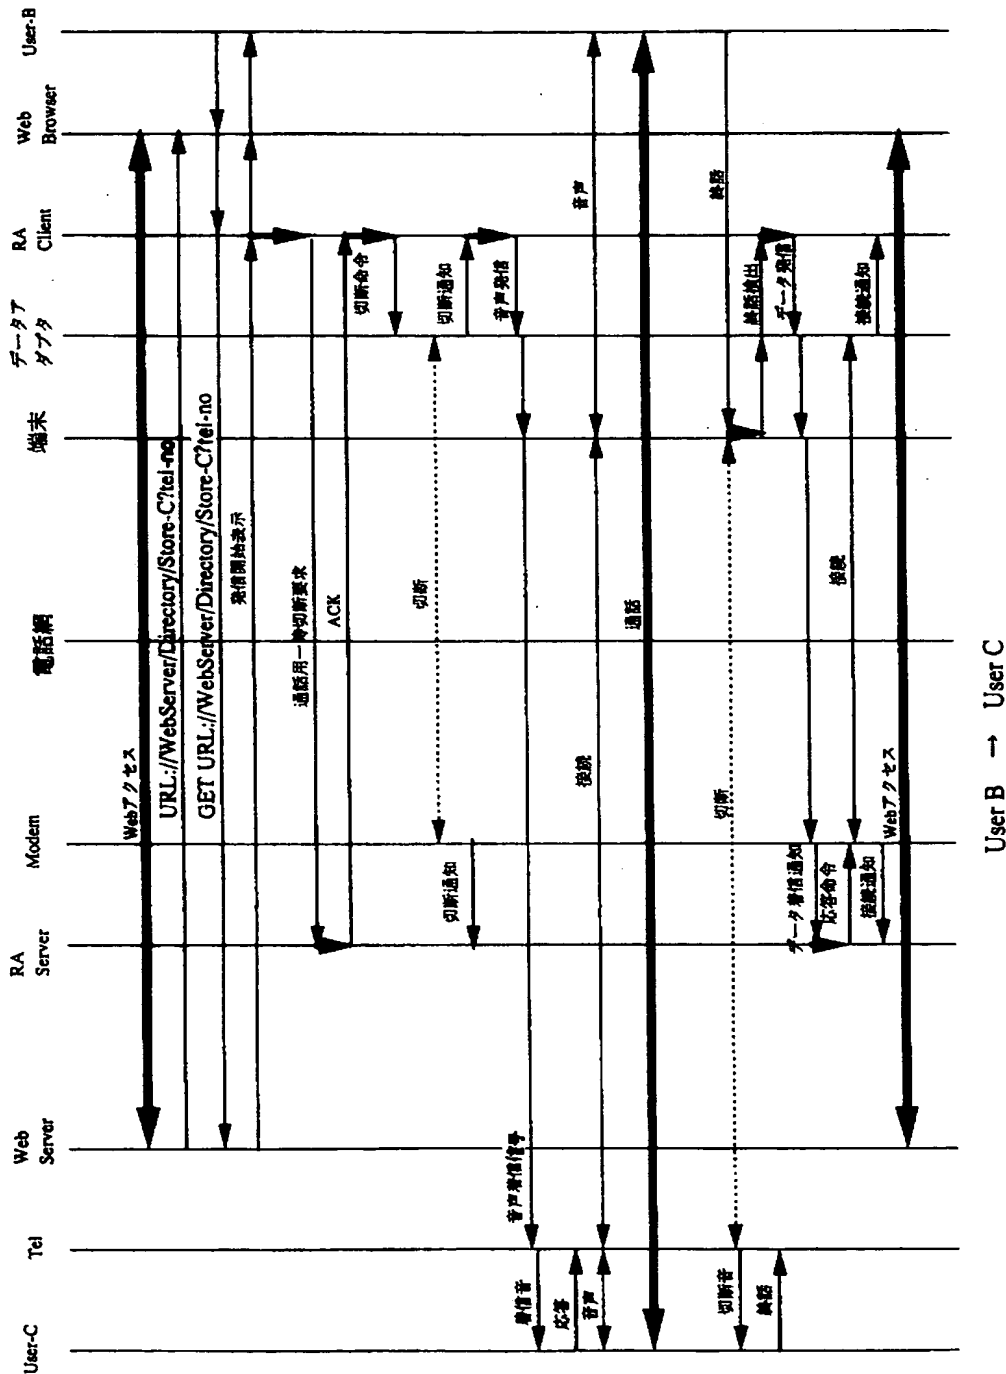 User-C
Tel
Web
Server
RA
Server
Modem
電話網
端末
データア
ダプタ
RA
Client
Web
Browser
User-B
Webアクセス
URL://WebServer/Directory/Store-C?tel-no
GET URL://WebServer/Directory/Store-C?tel-no
発信開始表示
通話用一時切断要求
ACK
切断命令
切断
切断通知
切断通知
音声発信
音声着信信号
着信音
応答
音声
接続
音声
通話
終話
切断
切断音
終話
終話検出
データ発信
データ着信通知
応答命令
接続
接続通知
接続通知
Webアクセス
User B → User C